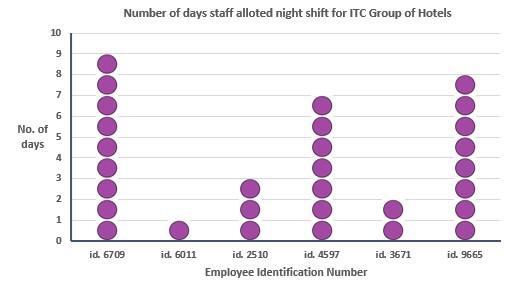 Number of days staff alloted night shift for ITC Group of Hotels
10
9
8
7
6
5
4
3
2
1
0
No. of
days
id. 6709 id. 6011 id. 2510 id. 4597 id. 3671 id. 9665
Employee Identification Number